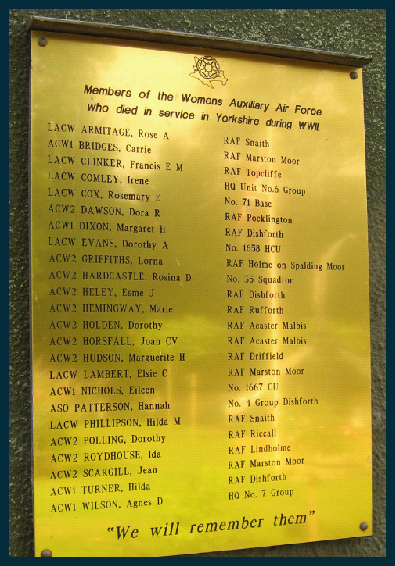 Members of the Womans Auxiliary Air Force
who died in service in Yorkshire during WWII.
LACW ARMITAGE, Rose A RAF Snaith
ACW1 BRIDGES, Carrie RAF Marston Moor
LACW CLINKER, Francis E M RAF Topcliffe
LACW COMLEY, Irene HQ Unit No.6 Group
LACW COX, Rosemary E No. 71 Base
ACW2 DAWSON, Dora R RAF Pocklington
ACW1 DIXON, Margaret H RAF Dishforth
LACW EVANS, Dorothy A No. 1658 HCU
ACW2 GRIFFITHS, Lorna RAF Holme on Spalding Moor
ACW2 HARDCASTLE, Rosina D No. 35 Squadron
ACW2 HELEY, Esme J RAF Dishforth
ACW2 HEMINGWAY, Marie RAF Rufforth
ACW2 HOLDEN, Dorothy RAF Acaster Malbis
ACW2 HORSFALL, Joan CV RAF Acaster Malbis
ACW2 HUDSON, Marguerite H RAF Driffield
LACW LAMBERT, Elsie C RAF Marston Moor
ACW1 NICHOLS, Eileen No. 1667 CU
ASO PATTERSON, Hannah No. 4 Group Dishforth
LACW PHILLIPSON, Hilda M RAF Snaith
ACW2 POLLING, Dorothy RAF Riccall
ACW2 ROYDHOUSE, Ida RAF Lindholme
ACW2 SCARGILL, Jean RAF Marston Moor
ACW1 TURNER, Hilda RAF Dishforth
ACW1 WILSON, Agnes D HQ No. 7 Group
"We will remember them"